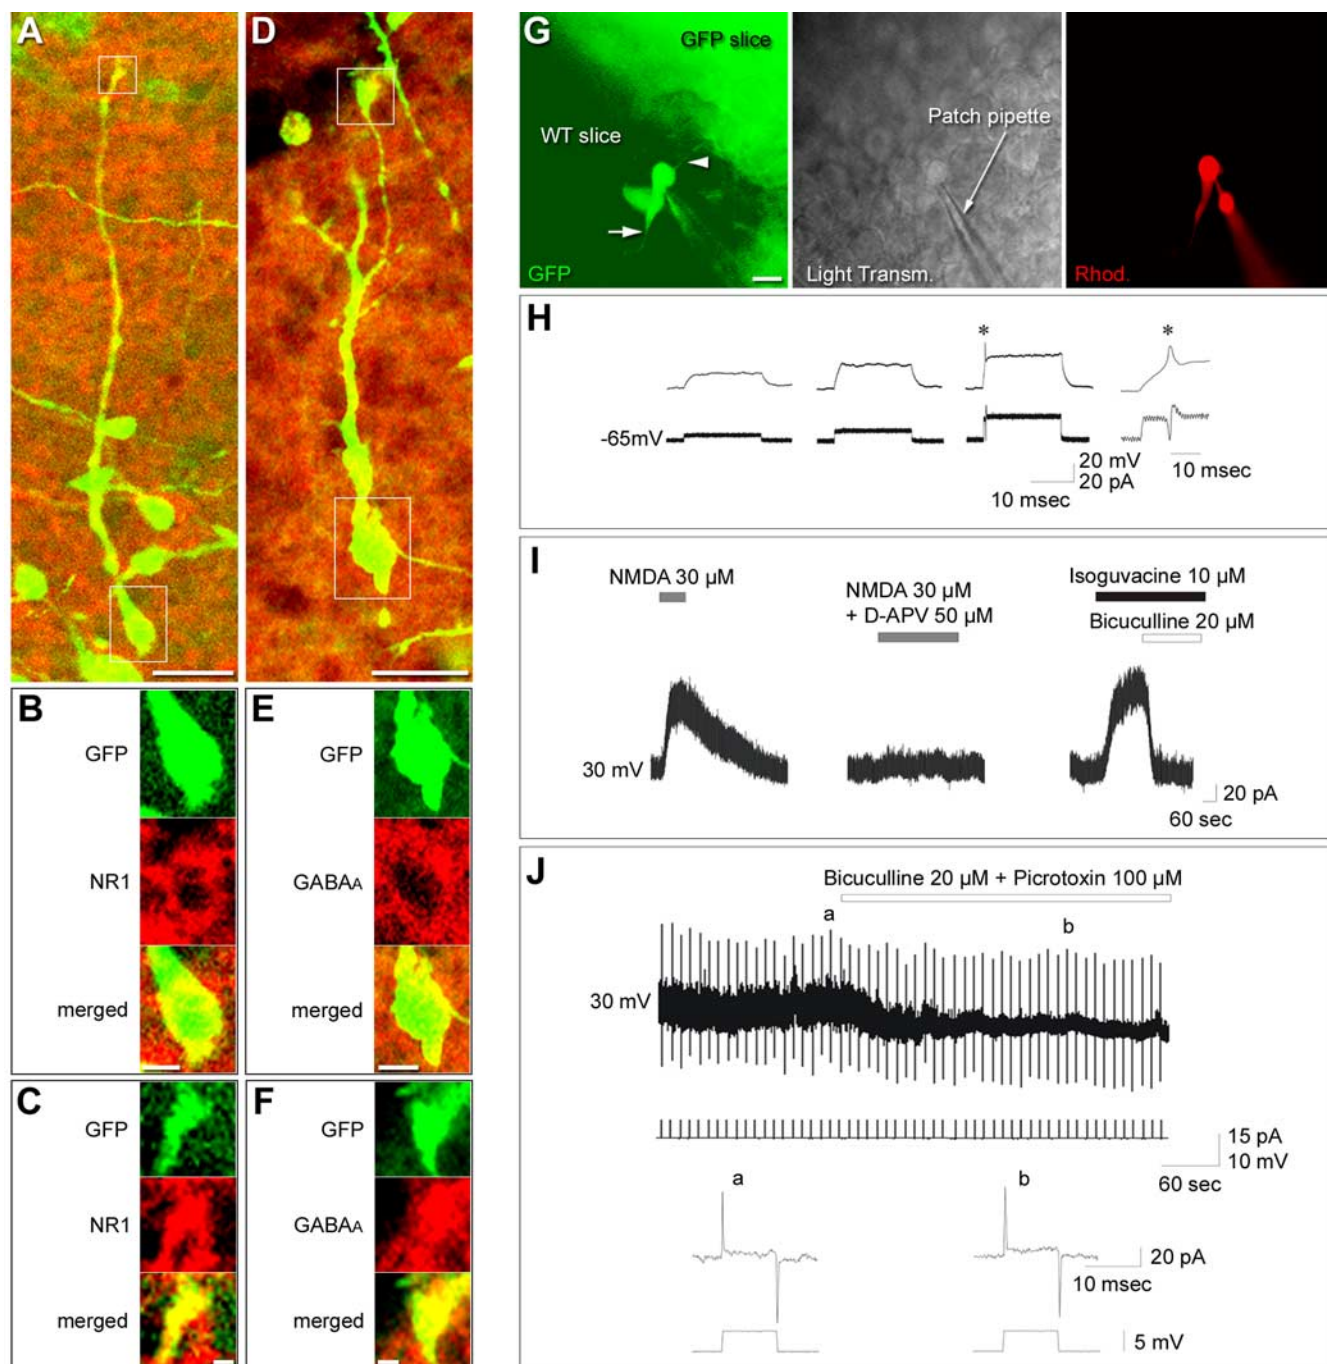 A
D
B
GFP
NR1
merged
E
GFP
GABAA
merged
C
GFP
NR1
merged
F
GFP
GABAA
merged
G
GFP slice
WT slice
GFP
Patch pipette
Light Transm.
Rhod.
H
*
*
-65mV
20 mV
20 pA
10 msec
10 msec
I
NMDA 30 µM
NMDA 30 µM
+ D-APV 50 µM
Isoguvacine 10 µM
Bicuculline 20 µM
30 mV
20 pA
60 sec
J
Bicuculline 20 µM + Picrotoxin 100 µM
a
b
30 mV
15 pA
10 mV
60 sec
a
b
20 pA
10 msec
5 mV